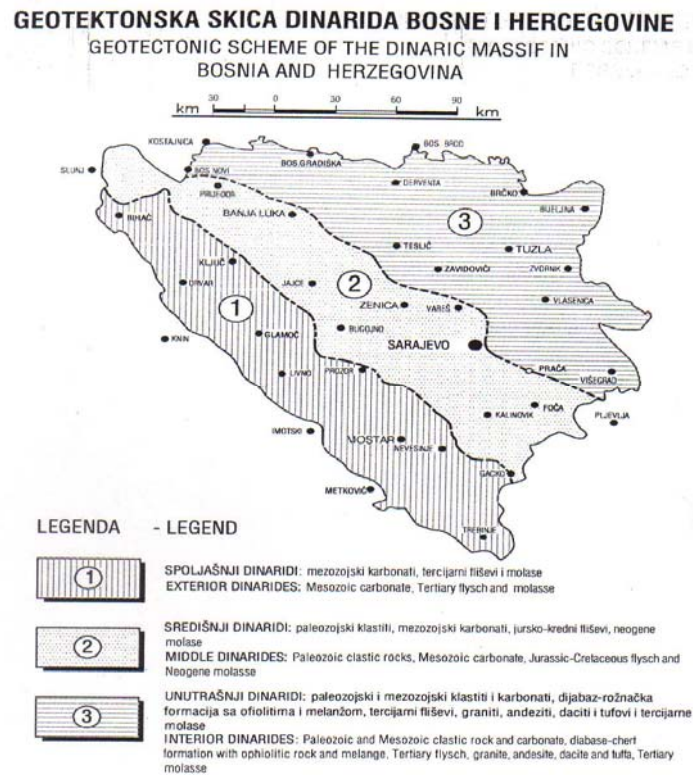 GEOTEKTONSKA SKICA DINARIDA BOSNE I HERCEGOVINE
GEOTECTONIC SCHEME OF THE DINARIC MASSIF IN
BOSNIA AND HERZEGOVINA
30 0 30 60 90
km km
KOSTAJNICA
BOS. BROD
SLUNJ
BOS. NOVI
BOS.GRADIŠKA
PRIJEDOR
DERVENTA
BRČKO
BIHAĆ
BANJA LUKA
BIJELJINA
3
TESLIĆ
TUZLA
KLJUČ
ZAVIDOVIĆI
ZVORNIK
DRVAR
JAJCE
2
1
ZENICA
VAREŠ
VLASENICA
KNIN
GLAMOČ
BUGOJNO
SARAJEVO
LIVNO
PROZOR
PRAČA
VIŠEGRAD
KALINOVIK
FOČA
PLJEVLJA
IMOTSKI
MOSTAR
NEVESINJE
GACKO
METKOVIĆ
TREBINJE
LEGENDA - LEGEND
1
SPOLJAŠNJI DINARIDI: mezozojski karbonati, tercijarni fliševi i molase
EXTERIOR DINARIDES: Mesozoic carbonate, Tertiary flysch and molasse
2
SREDIŠNJI DINARIDI: paleozojski klastiti, mezozojski karbonati, jursko-kredni fliševi, neogene
molase
MIDDLE DINARIDES: Paleozoic clastic rocks, Mesozoic carbonate, Jurassic-Cretaceous flysch and
Neogene molasse
3
UNUTRAŠNJI DINARIDI: paleozojski i mezozojski klastiti i karbonati, dijabaz-rožnačka
formacija sa ofiolitima i melanžom, tercijarni fliševi, graniti, andeziti, daciti i tufovi i tercijarne
molase
INTERIOR DINARIDES: Paleozoic and Mesozoic clastic rock and carbonate, diabase-chert
formation with ophiolitic rock and melange, Tertiary flysch, granite, andesite, dacite and tuffa, Tertiary
molasse